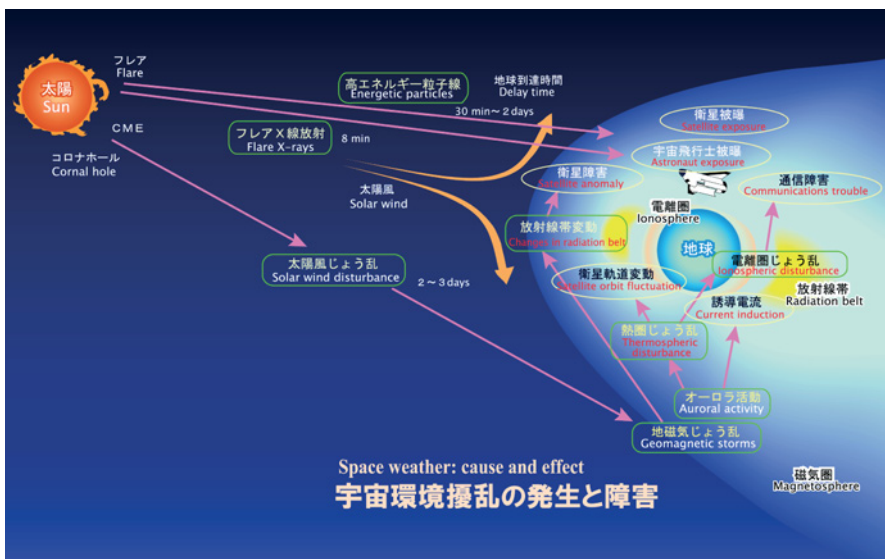 フレア
Flare
太陽
Sun
CME
コロナホール
Cornal hole
高エネルギー粒子線
Energetic particles
地球到達時間
Delay time
30 min〜2 days
フレアX線放射
Flare X-rays
8 min
太陽風
Solar wind
太陽風じょう乱
Solar wind disturbance
2〜3 days
衛星被曝
Satellite exposure
宇宙飛行士被曝
Astronaut exposure
衛星障害
Satellite anomaly
通信障害
Communications trouble
電離圏
Ionosphere
放射線帯変動
Changes in radiation belt
地球
電離圏じょう乱
Ionospheric disturbance
衛星軌道変動
Satellite orbit fluctuation
放射線帯
Radiation belt
誘導電流
Current induction
熱圏じょう乱
Thermospheric
disturbance
オーロラ活動
Auroral activity
地磁気じょう乱
Geomagnetic storms
磁気圏
Magnetosphere
Space weather: cause and effect
宇宙環境擾乱の発生と障害